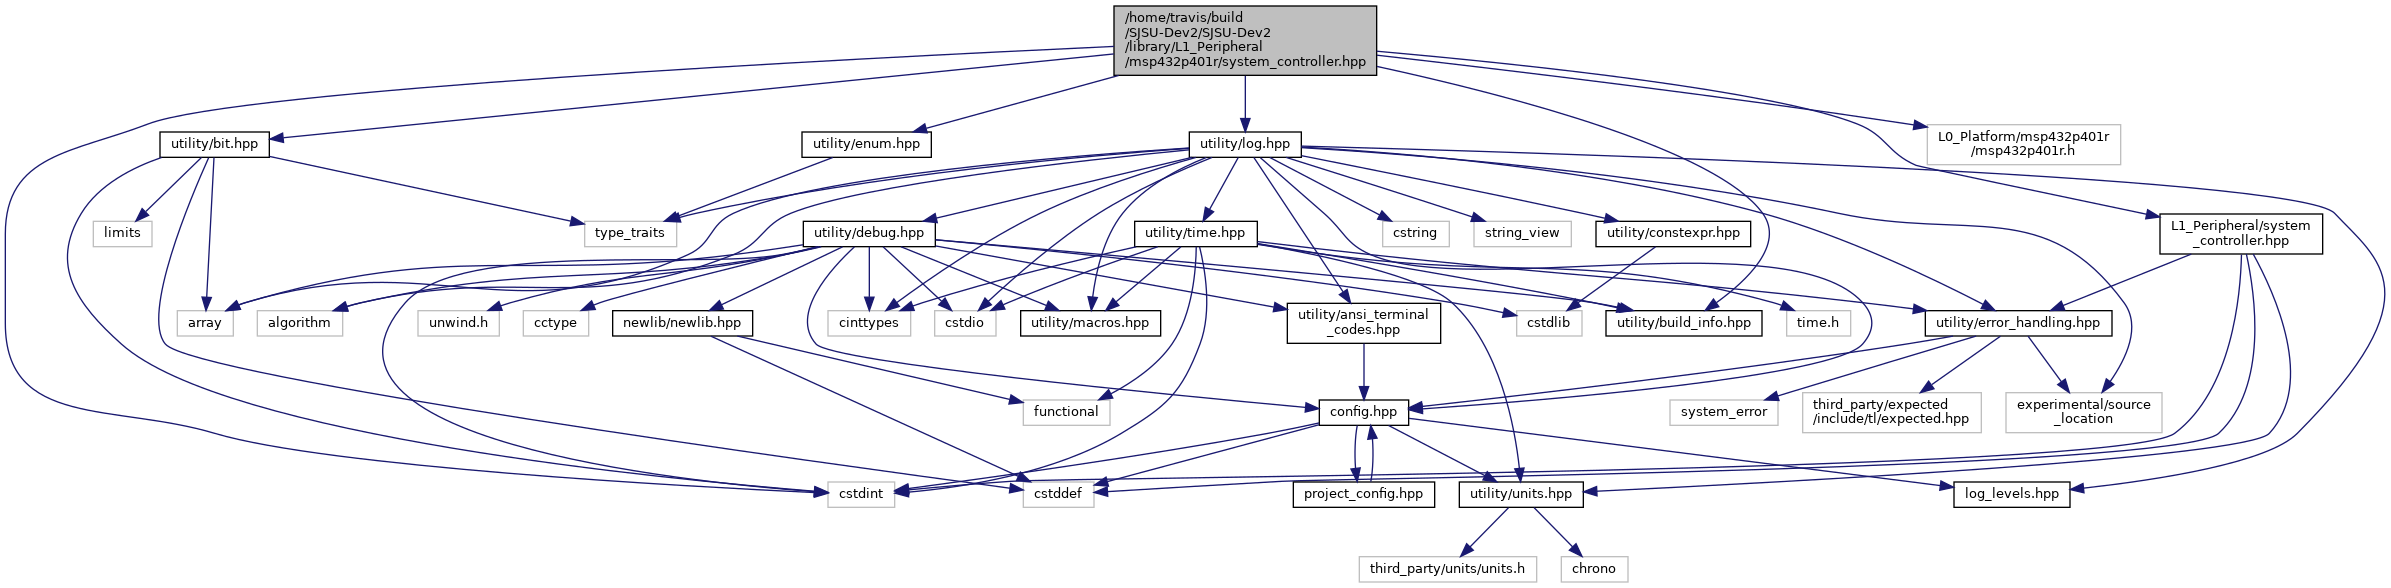 /home/travis/build
/SJSU-Dev2/SJSU-Dev2
/library/L1_Peripheral
/msp432p401r/system_controller.hpp
utility/bit.hpp
utility/enum.hpp
utility/log.hpp
L0_Platform/msp432p401r
/msp432p401r.h
limits
type_traits
utility/debug.hpp
utility/time.hpp
cstring
string_view
utility/constexpr.hpp
L1_Peripheral/system
_controller.hpp
array
algorithm
unwind.h
cctype
newlib/newlib.hpp
cinttypes
cstdio
utility/macros.hpp
utility/ansi_terminal
_codes.hpp
cstdlib
utility/build_info.hpp
time.h
utility/error_handling.hpp
functional
config.hpp
system_error
third_party/expected
/include/tl/expected.hpp
experimental/source
_location
cstdint
cstddef
project_config.hpp
utility/units.hpp
log_levels.hpp
third_party/units/units.h
chrono